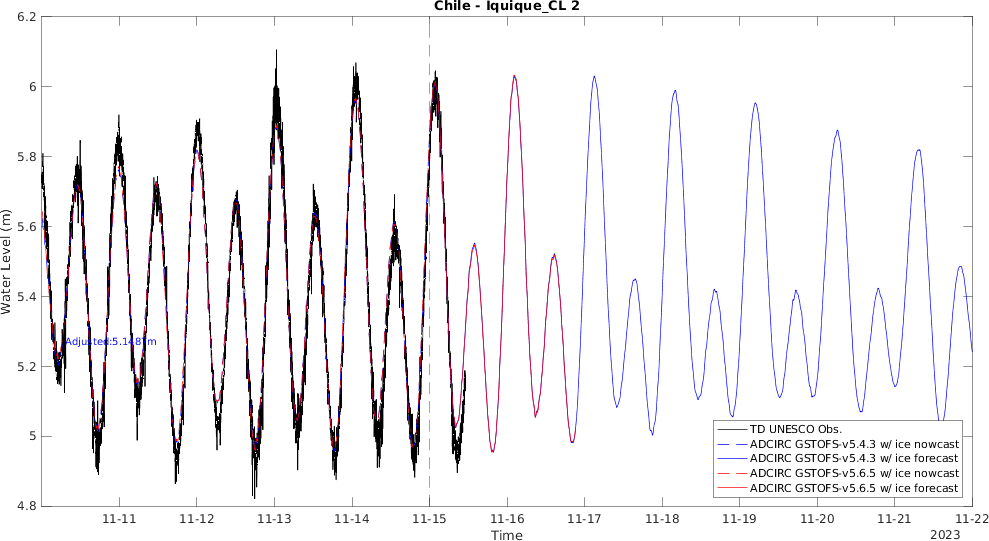 Chile - Iquique_CL 2
6.2
6
5.8
5.6
5.4
5.2
5
4.8
Water Level (m)
Adjusted:5.1487m
TD UNESCO Obs.
ADCIRC GSTOFS-v5.4.3 w/ ice nowcast
ADCIRC GSTOFS-v5.4.3 w/ ice forecast
ADCIRC GSTOFS-v5.6.5 w/ ice nowcast
ADCIRC GSTOFS-v5.6.5 w/ ice forecast
11-11 11-12 11-13 11-14 11-15 11-16 11-17 11-18 11-19 11-20 11-21 11-22
Time
2023